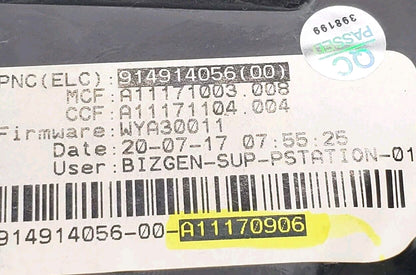 398199
QC
PASSED
PNC(ELC):914914056(00)
MCF:A11171003.008
CCF:A11171104.004
Firmware:WYA30011
Date:20-07-17 07:55:25
User:BIZGEN-SUP-PSTATION-01
914914056-00-A11170906